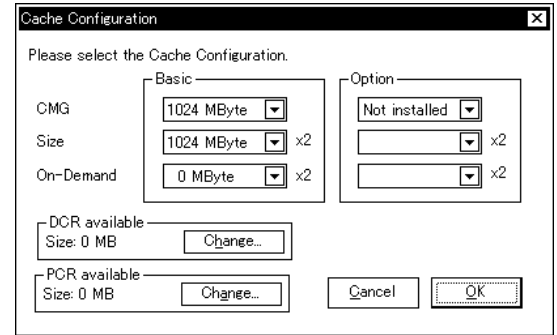 Cache Configuration
Please select the Cache Configuration.
Basic
Option
CMG
1024 MByte
Not installed
Size
1024 MByte
x2
x2
On-Demand
0 MByte
x2
x2
DCR available
Size: 0 MB
Change...
PCR available
Size: 0 MB
Change...
Cancel
OK